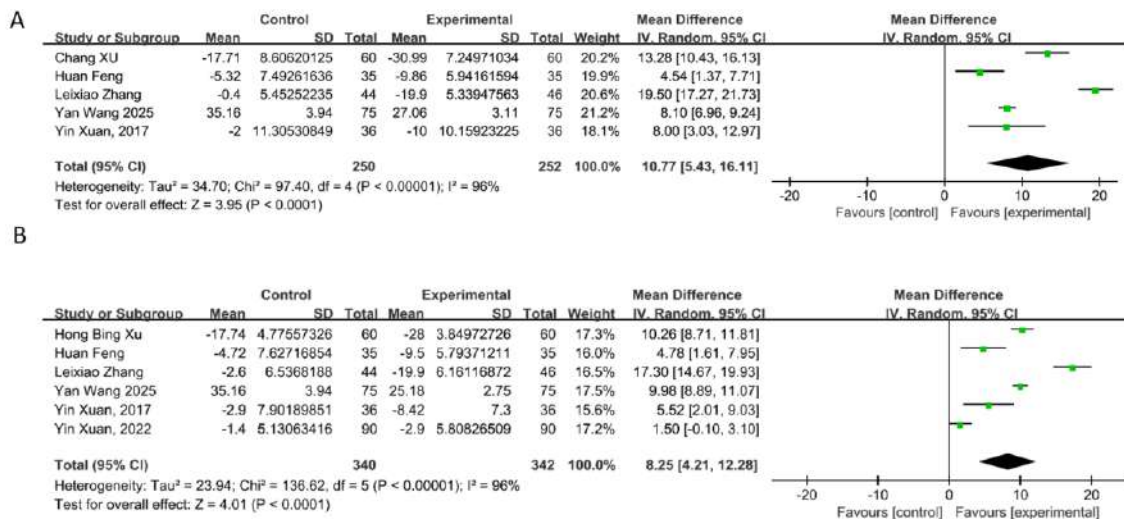 A
Control Experimental Mean Difference Mean Difference
Study or Subgroup Mean SD Total Mean SD Total Weight IV, Random, 95% CI IV, Random, 95% CI
Chang XU -17.71 8.60620125 60 -30.99 7.24971034 60 20.2% 13.28 [10.43, 16.13]
Huan Feng -5.32 7.49261636 35 -9.86 5.94161594 35 19.9% 4.54 [1.37, 7.71]
Leixiao Zhang -0.4 5.45252235 44 -19.9 5.33947563 46 20.6% 19.50 [17.27, 21.73]
Yan Wang 2025 35.16 3.94 75 27.06 3.11 75 21.2% 8.10 [6.96, 9.24]
Yin Xuan, 2017 -2 11.30530849 36 -10 10.15923225 36 18.1% 8.00 [3.03, 12.97]
Total (95% CI) 250 252 100.0% 10.77 [5.43, 16.11]
Heterogeneity: Tau² = 34.70; Chi² = 97.40, df = 4 (P < 0.00001); I² = 96%
Test for overall effect: Z = 3.95 (P < 0.0001)
-20 -10 0 10 20
Favours [control] Favours [experimental]
B
Control Experimental Mean Difference Mean Difference
Study or Subgroup Mean SD Total Mean SD Total Weight IV, Random, 95% CI IV, Random, 95% CI
Hong Bing Xu -17.74 4.77557326 60 -28 3.84972726 60 17.3% 10.26 [8.71, 11.81]
Huan Feng -4.72 7.62716854 35 -9.5 5.79371211 35 16.0% 4.78 [1.61, 7.95]
Leixiao Zhang -2.6 6.5368188 44 -19.9 6.16116872 46 16.5% 17.30 [14.67, 19.93]
Yan Wang 2025 35.16 3.94 75 25.18 2.75 75 17.5% 9.98 [8.89, 11.07]
Yin Xuan, 2017 -2.9 7.90189851 36 -8.42 7.3 36 15.6% 5.52 [2.01, 9.03]
Yin Xuan, 2022 -1.4 5.13063416 90 -2.9 5.80826509 90 17.2% 1.50 [-0.10, 3.10]
Total (95% CI) 340 342 100.0% 8.25 [4.21, 12.28]
Heterogeneity: Tau² = 23.94; Chi² = 136.62, df = 5 (P < 0.00001); I² = 96%
Test for overall effect: Z = 4.01 (P < 0.0001)
-20 -10 0 10 20
Favours [control] Favours [experimental]